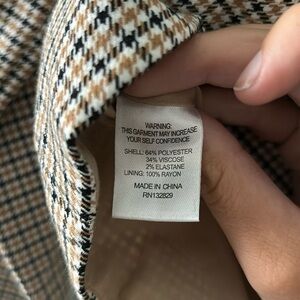 WARNING:
THIS GARMENT MAY INCREASE
YOUR SELF CONFIDENCE
SHELL: 64% POLYESTER
34% VISCOSE
2% ELASTANE
LINING: 100% RAYON
MADE IN CHINA
RN132829